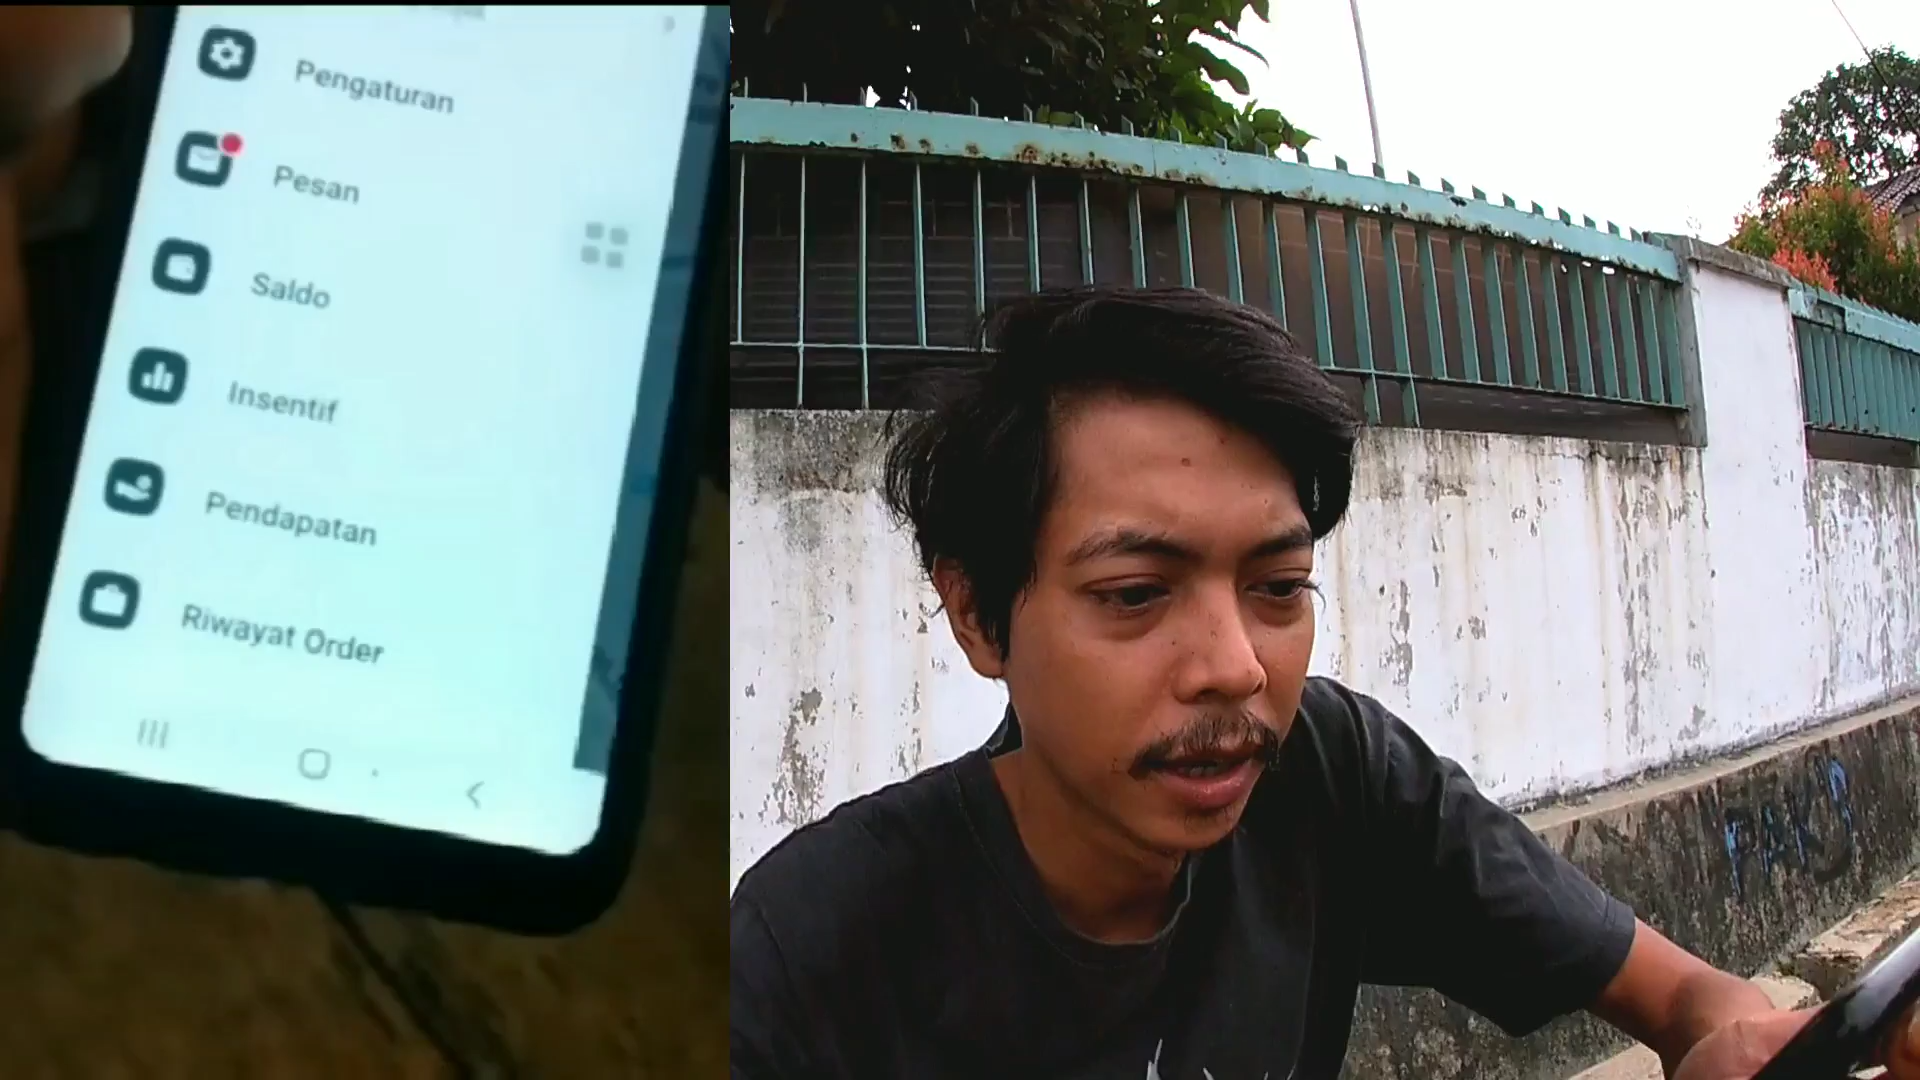 Pengaturan
Pesan
Saldo
Insentif
Pendapatan
Riwayat Order